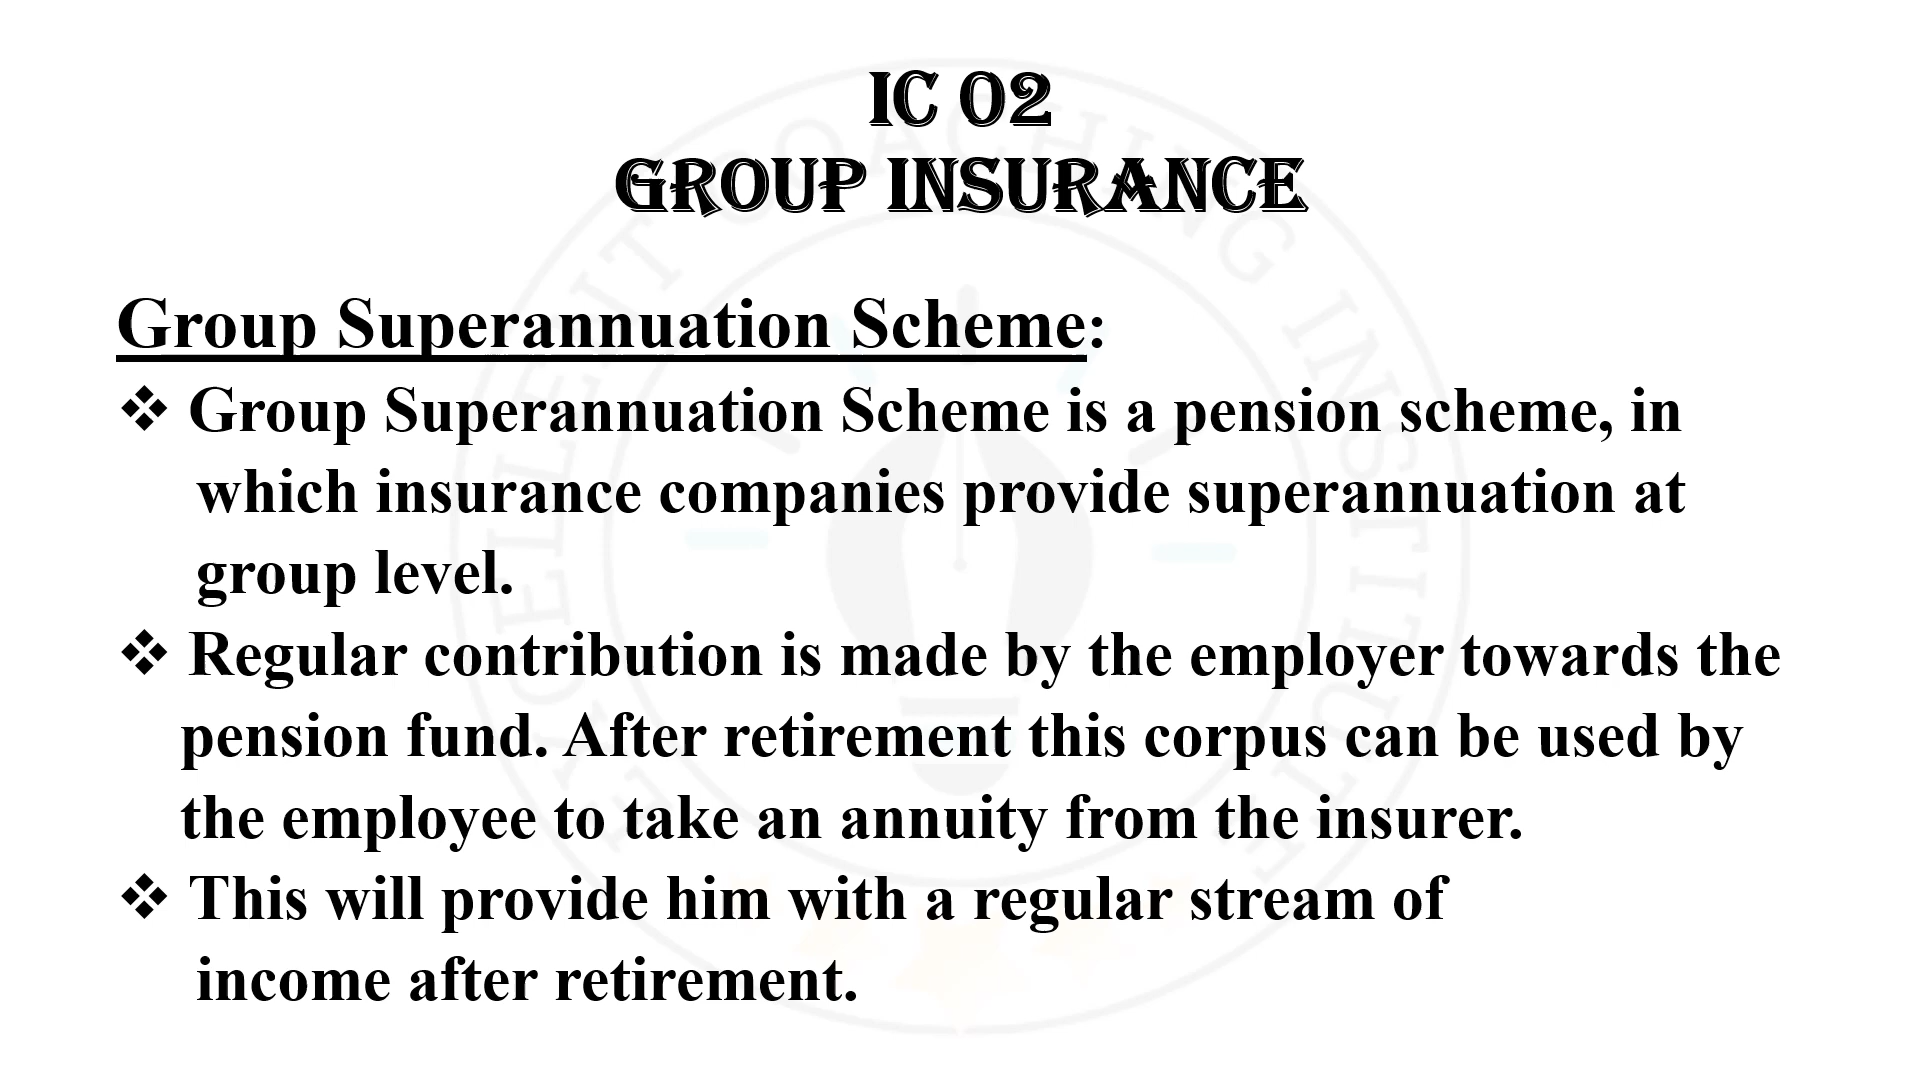 IC 02
GROUP INSURANCE
Group Superannuation Scheme:
❖ Group Superannuation Scheme is a pension scheme, in
which insurance companies provide superannuation at
group level.
❖ Regular contribution is made by the employer towards the
pension fund. After retirement this corpus can be used by
the employee to take an annuity from the insurer.
❖ This will provide him with a regular stream of
income after retirement.